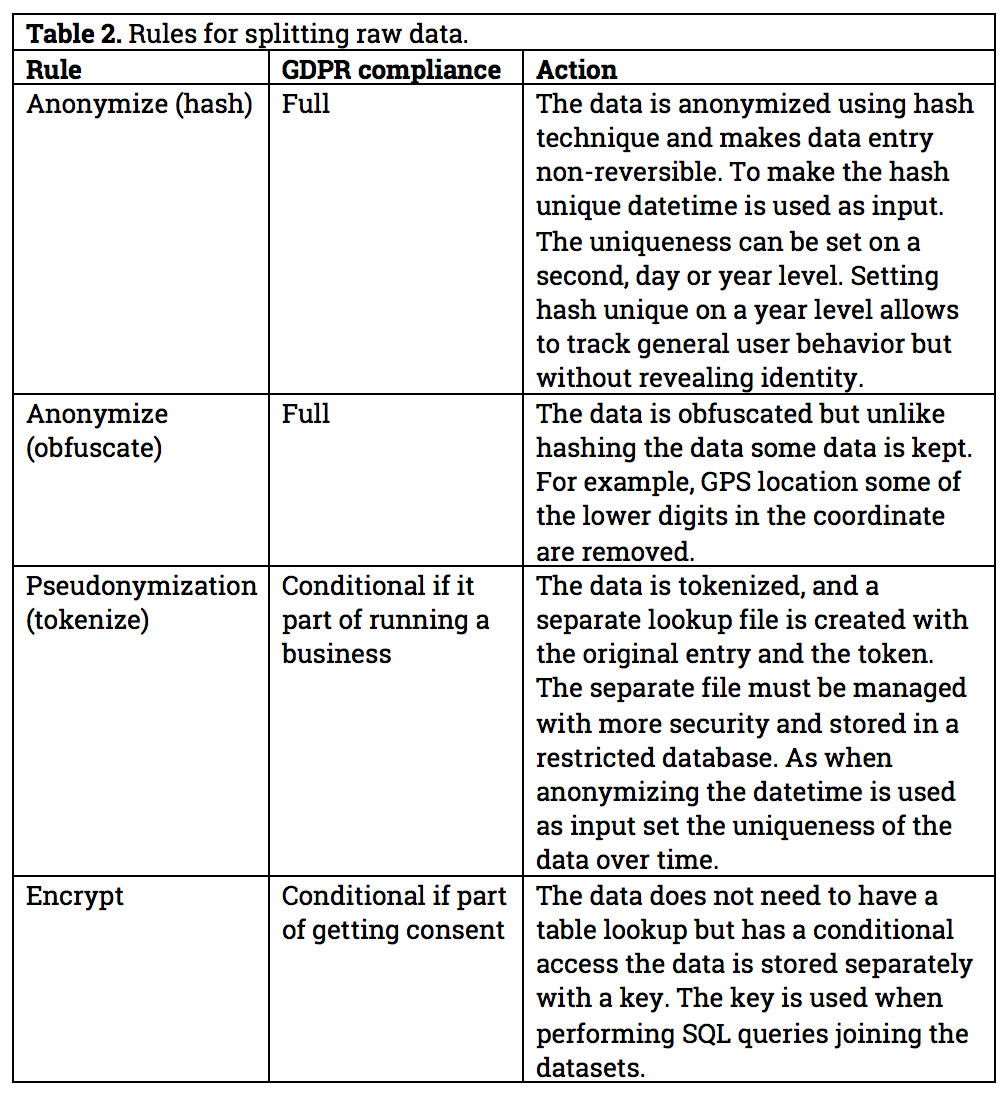 Table 2. Rules for splitting raw data.
Rule GDPR compliance Action
Anonymize (hash) Full The data is anonymized using hash
technique and makes data entry
non-reversible. To make the hash
unique datetime is used as input.
The uniqueness can be set on a
second, day or year level. Setting
hash unique on a year level allows
to track general user behavior but
without revealing identity.
Anonymize Full The data is obfuscated but unlike
(obfuscate) hashing the data some data is kept.
For example, GPS location some of
the lower digits in the coordinate
are removed.
Pseudonymization Conditional if it The data is tokenized, and a
(tokenize) part of running a separate lookup file is created with
business the original entry and the token.
The separate file must be managed
with more security and stored in a
restricted database. As when
anonymizing the datetime is used
as input set the uniqueness of the
data over time.
Encrypt Conditional if part The data does not need to have a
of getting consent table lookup but has a conditional
access the data is stored separately
with a key. The key is used when
performing SQL queries joining the
datasets.